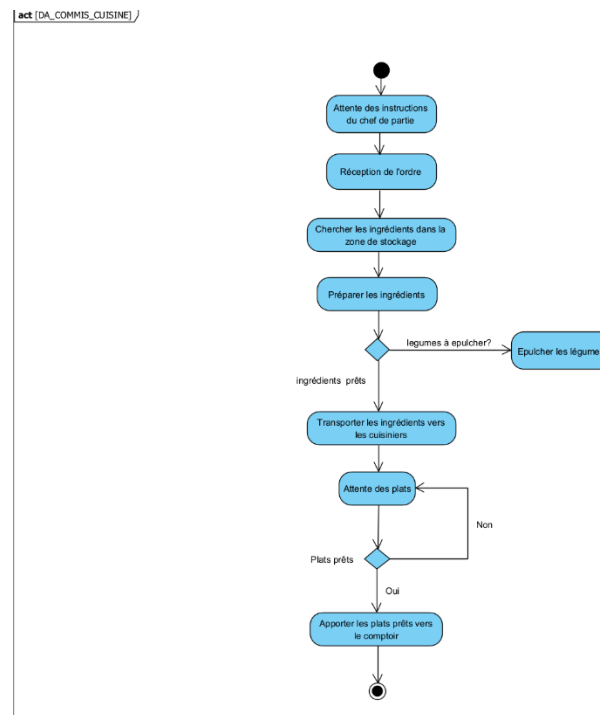 act [DA_COMMIS_CUISINE]
Attente des instructions
du chef de partie
Réception de l'ordre
Chercher les ingrédients dans la
zone de stockage
Préparer les ingrédients
legumes à epulcher?
Epulcher les légume
ingrédients prêts
Transporter les ingrédients vers
les cuisiniers
Attente des plats
Non
Plats prêts
Oui
Apporter les plats prêts vers
le comptoir